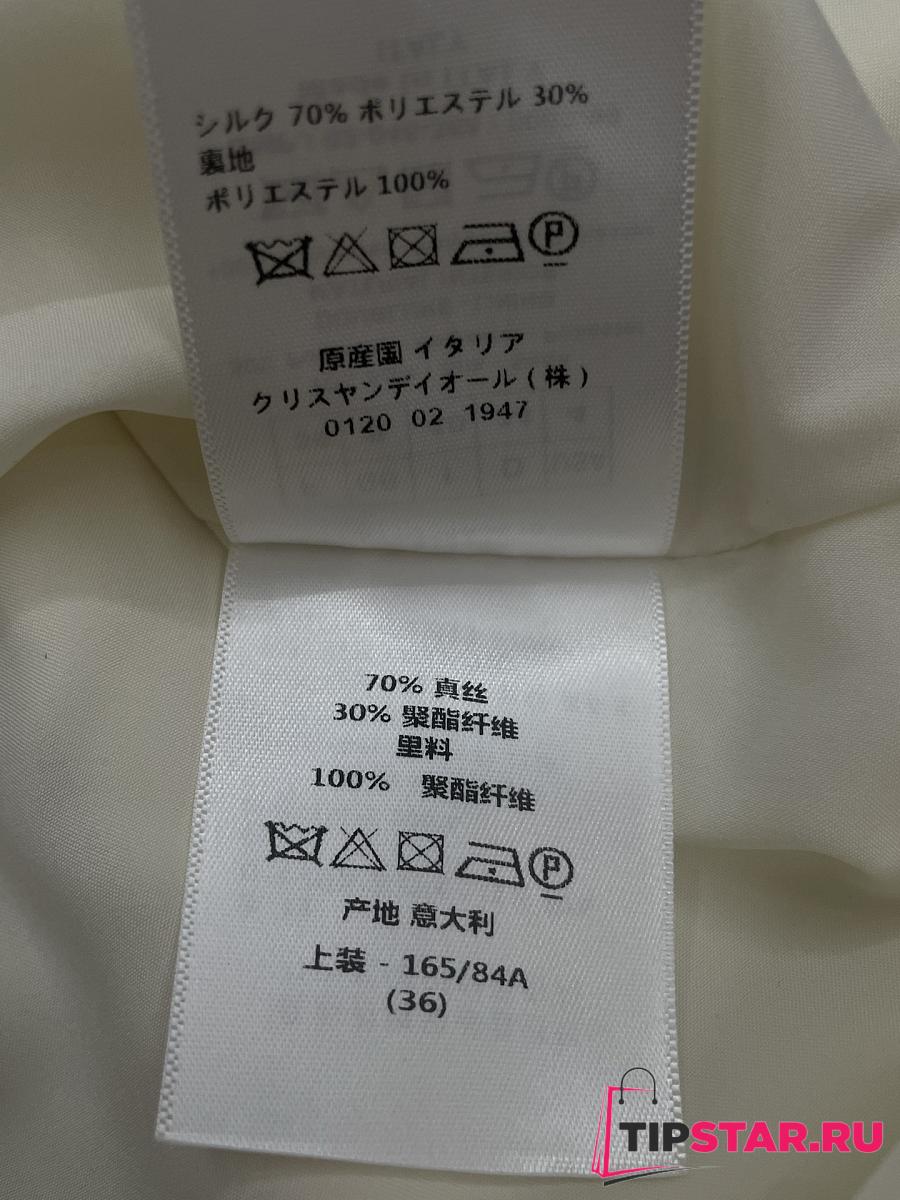 シルク 70% ポリエステル 30%
裏地
ポリエステル 100%
P
原産国 イタリア
クリスヤンデイオール ( 株 )
0120 02 1947
70% 真丝
30% 聚酯纤维
里料
100% 聚酯纤维
P
产地 意大利
上装 - 165/84A
(36)
TIPSTAR.RU